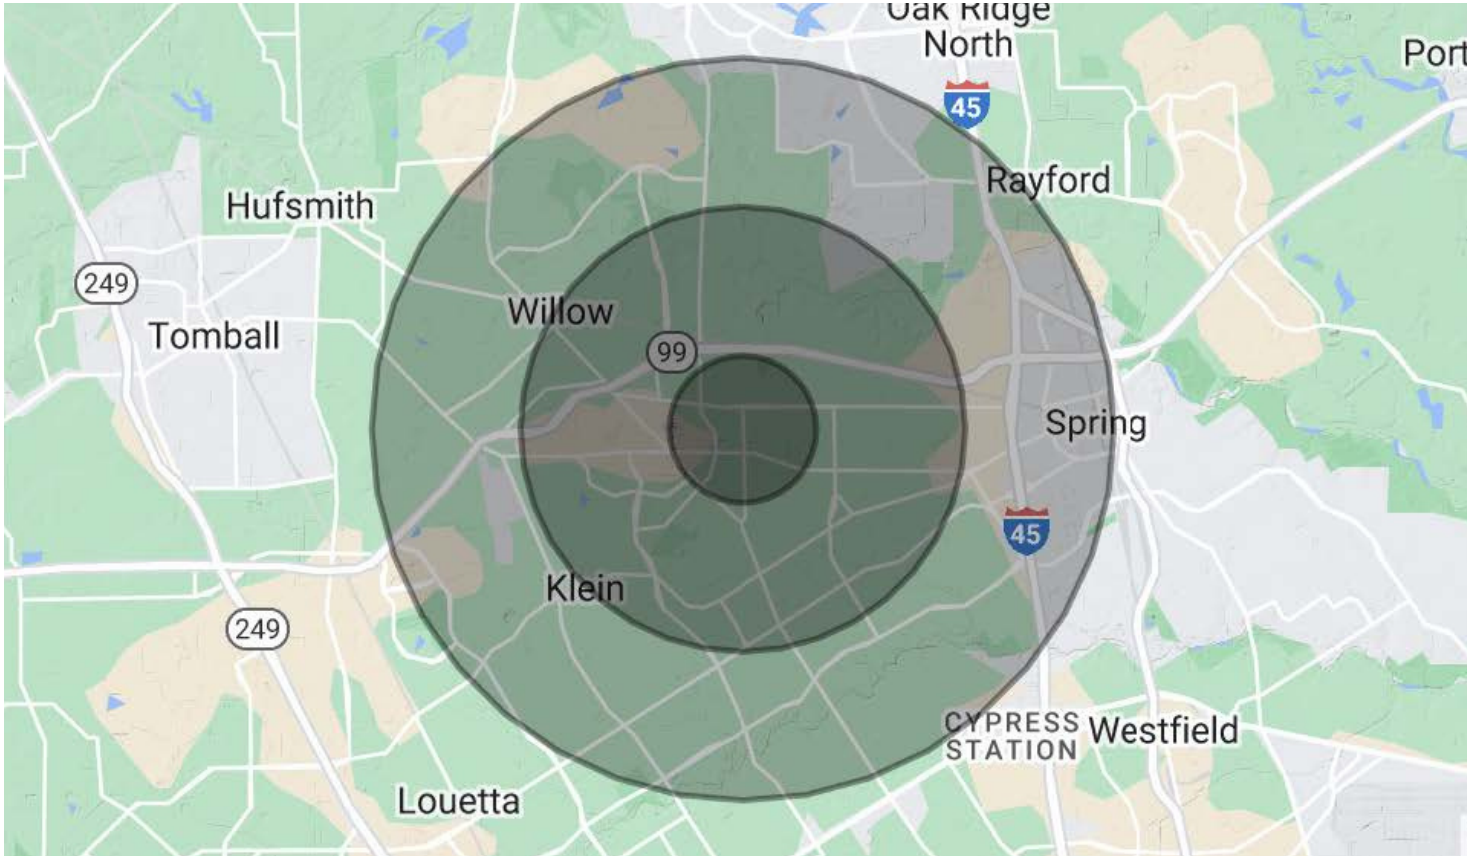 Oak Ridge
North
Port
45
Rayford
Hufsmith
249
Willow
Tomball
99
Spring
45
Klein
249
CYPRESS
STATION
Westfield
Louetta